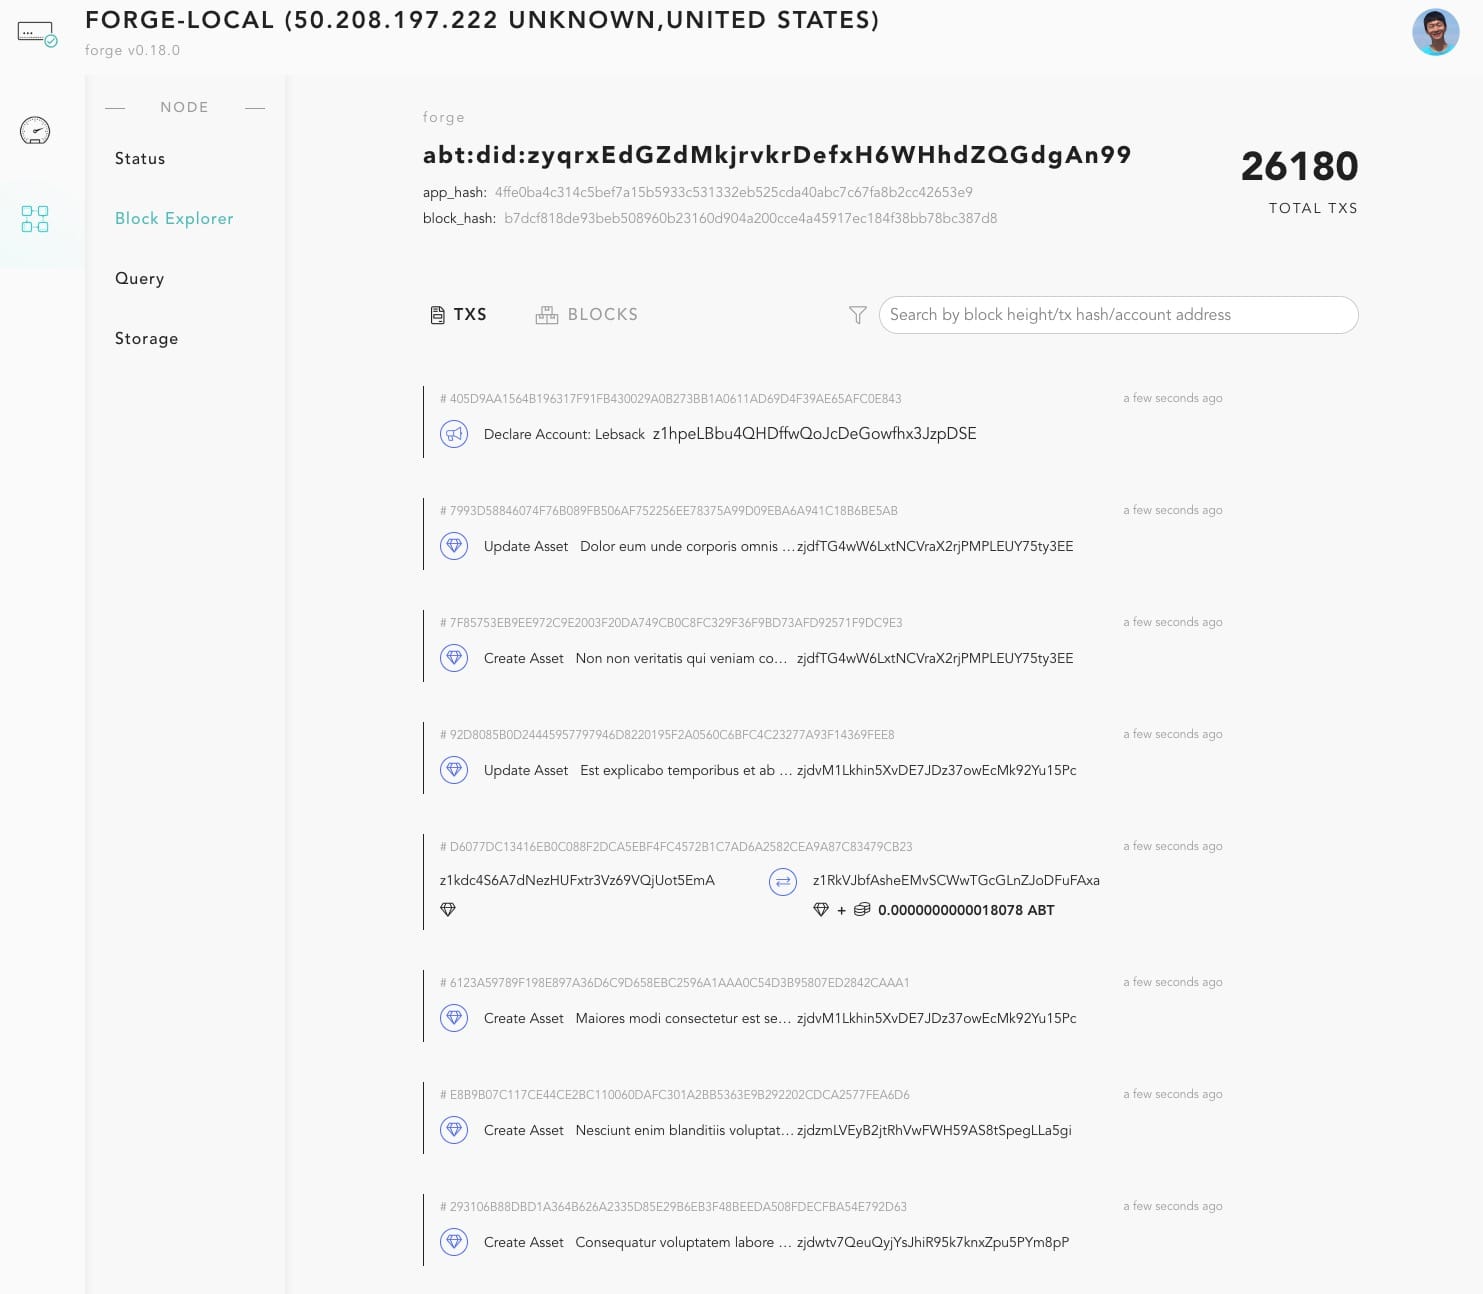 FORGE-LOCAL (50.208.197.222 UNKNOWN,UNITED STATES)
forge v0.18.0
NODE
Status
Block Explorer
Query
Storage
forge
abt:did:zyqrxEdGZdMkjrvkrDefxH6WHhdZQGdgAn99
app_hash: 4ffe0ba4c314c5bef7a15b5933c531332eb525cda40abc7c67fa8b2cc42653e9
block_hash: b7dcf818de93beb508960b23160d904a200cce4a45917ec184f38bb78bc387d8
26180
TOTAL TXS
TXS
BLOCKS
Search by block height/tx hash/account address
# 405D9AA1564B196317F91FB430029A0B273BB1A0611AD69D4F39AE65AFC0E843 a few seconds ago
Declare Account: Lebsack z1hpeLBbu4QHDffwQoJcDeGowfhx3JzpDSE
# 7993D58846074F76B089FB506AF752256EE78375A99D09EBA6A941C18B6BE5AB a few seconds ago
Update Asset Dolor eum unde corporis omnis ... zjdfTG4wW6LxtNCVraX2rjPMPLEUY75ty3EE
# 7F85753EB9EE972C9E2003F20DA749CB0C8FC329F36F9BD73AFD92571F9DC9E3 a few seconds ago
Create Asset Non non veritatis qui veniam co... zjdfTG4wW6LxtNCVraX2rjPMPLEUY75ty3EE
# 92D8085B0D24445957797946D8220195F2A0560C6BFC4C23277A93F14369FEE8 a few seconds ago
Update Asset Est explicabo temporibus et ab ... zjdvM1Lkhin5XvDE7JDz37owEcMk92Yu15Pc
# D6077DC13416EB0C088F2DCA5EBF4FC4572B1C7AD6A2582CEA9A87C83479CB23 a few seconds ago
z1kdc4S6A7dNezHUFxtr3Vz69VQjUot5EmA z1RkVJbfAsheEMvSCWwTGcGLnZJoDFuFAxa
+ 0.0000000000018078 ABT
# 6123A59789F198E897A36D6C9D658EBC2596A1AAA0C54D3B95807ED2842CAAA1 a few seconds ago
Create Asset Maiores modi consectetur est se... zjdvM1Lkhin5XvDE7JDz37owEcMk92Yu15Pc
# E8B9B07C117CE44CE2BC110060DAFC301A2BB5363E9B292202CDCA2577FEA6D6 a few seconds ago
Create Asset Nesciunt enim blanditiis voluptat... zjdzmLVEyB2jtRhVwFWH59AS8tSpegLLa5gi
# 293106B88DBD1A364B626A2335D85E29B6EB3F48BEEDA508FDECFBA54E792D63 a few seconds ago
Create Asset Consequatur voluptatem labore ... zjdwtv7QeuQyjYsJhiR95k7knxZpu5PYm8pP